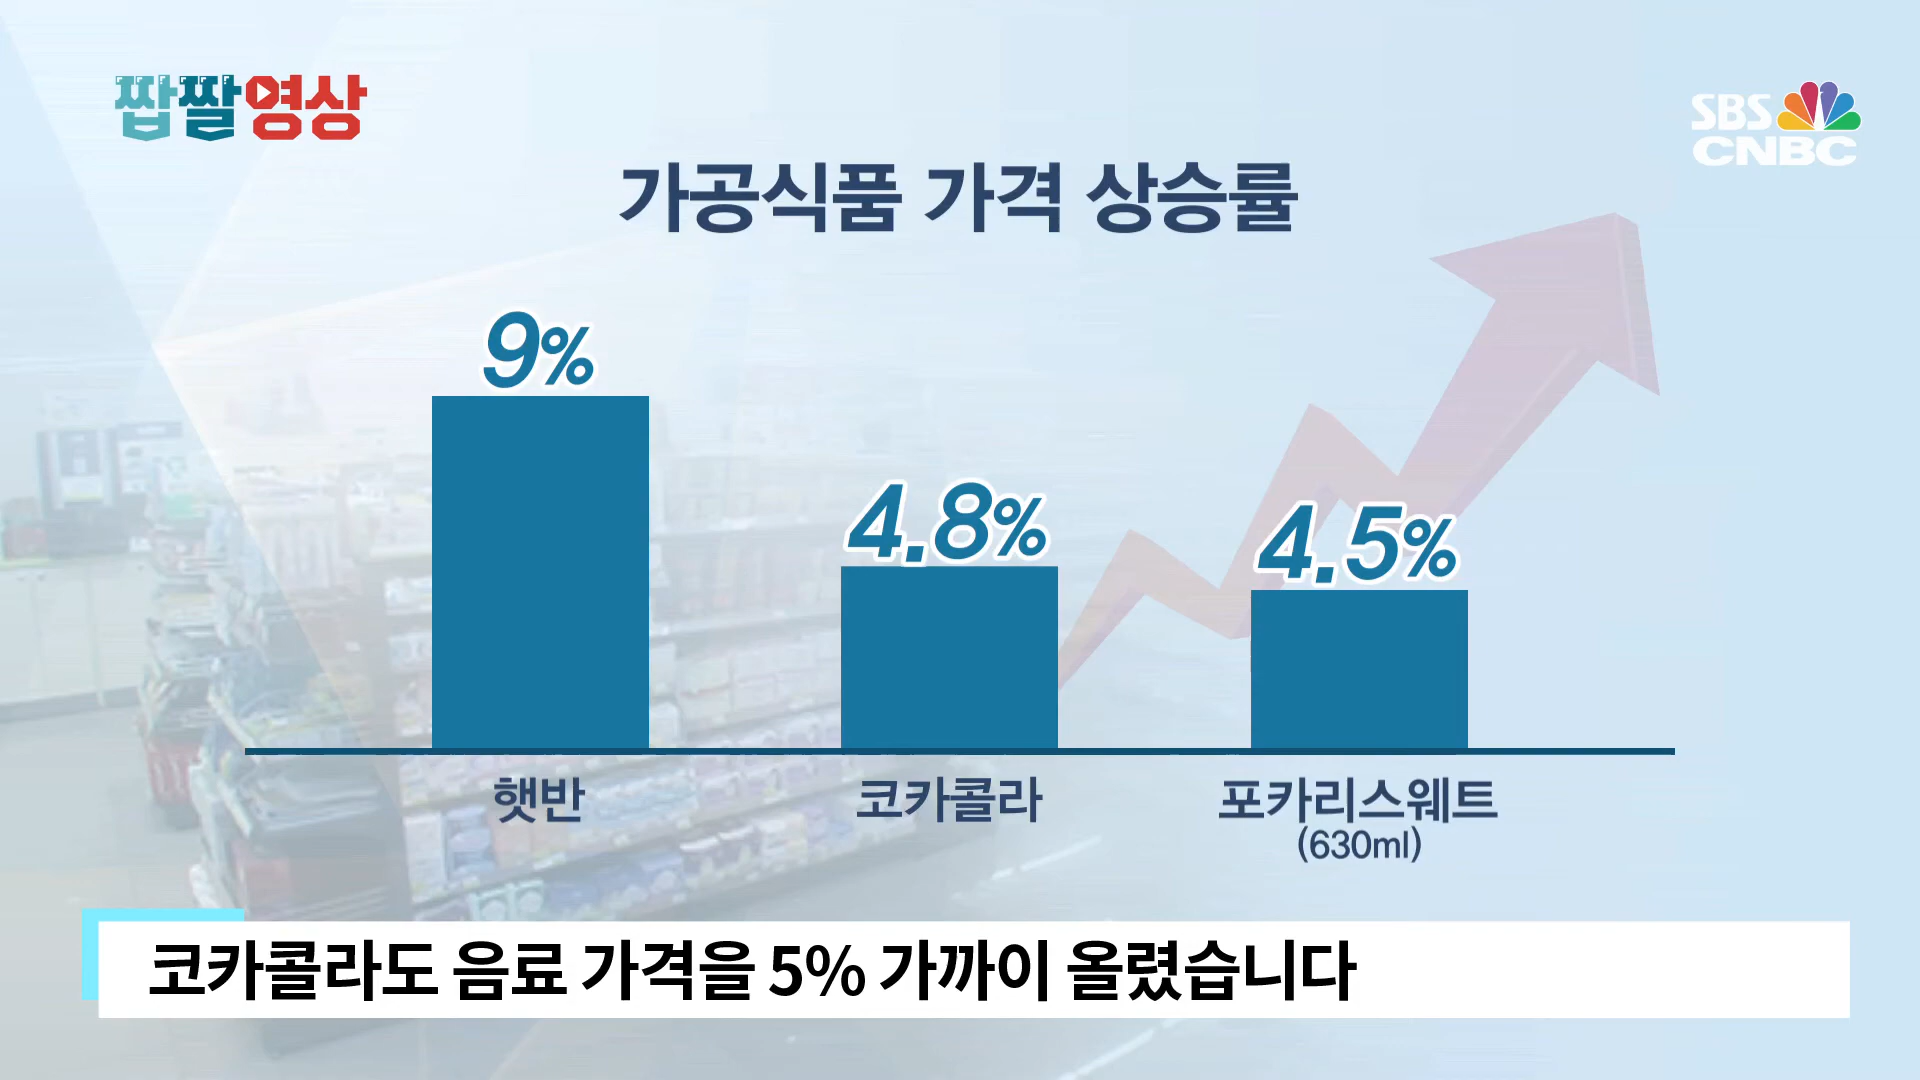 짭짤영상
SBS
CNBC
가공식품 가격 상승률
9%
4.8%
4.5%
햇반
코카콜라
포카리스웨트
(630ml)
코카콜라도 음료 가격을 5% 가까이 올렸습니다